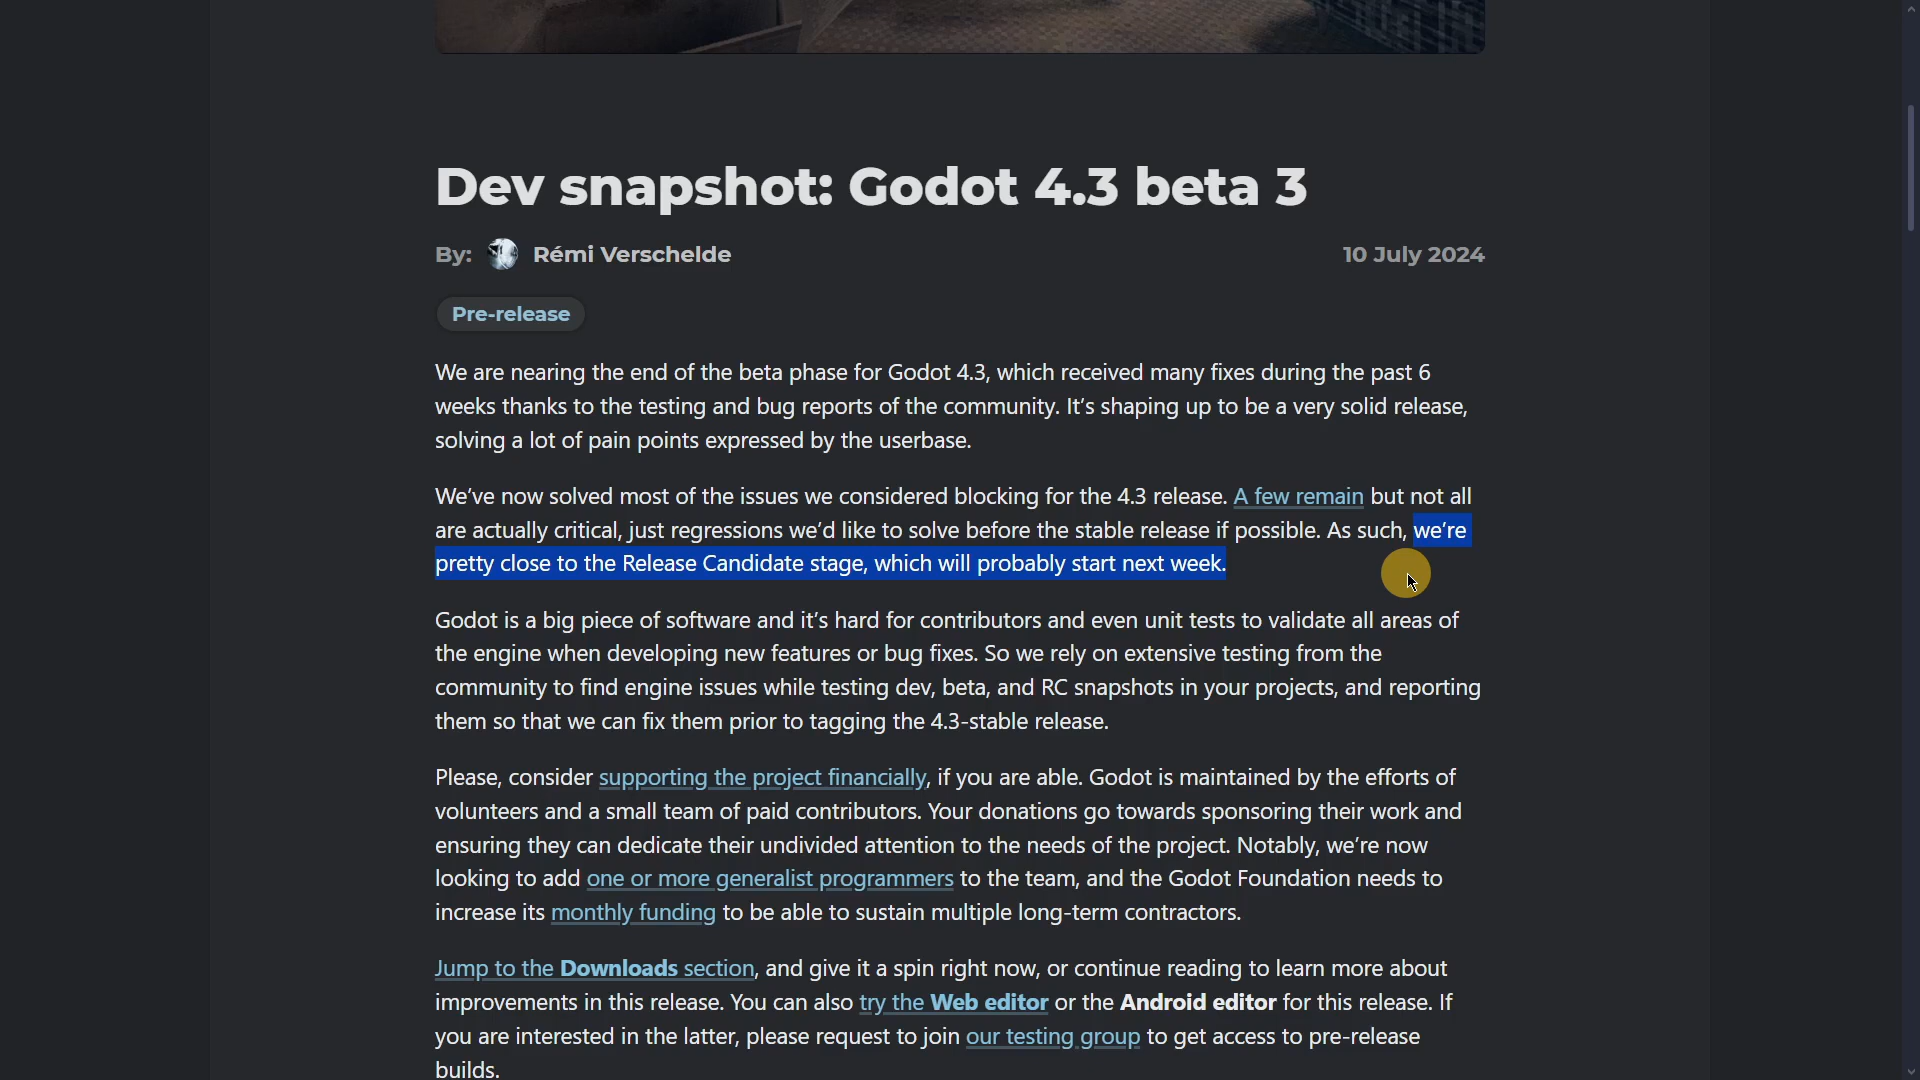 Dev snapshot: Godot 4.3 beta 3
By: Rémi Verschelde 10 July 2024
Pre-release
We are nearing the end of the beta phase for Godot 4.3, which received many fixes during the past 6
weeks thanks to the testing and bug reports of the community. It’s shaping up to be a very solid release,
solving a lot of pain points expressed by the userbase.
We’ve now solved most of the issues we considered blocking for the 4.3 release. A few remain but not all
are actually critical, just regressions we’d like to solve before the stable release if possible. As such, we’re
pretty close to the Release Candidate stage, which will probably start next week.
Godot is a big piece of software and it’s hard for contributors and even unit tests to validate all areas of
the engine when developing new features or bug fixes. So we rely on extensive testing from the
community to find engine issues while testing dev, beta, and RC snapshots in your projects, and reporting
them so that we can fix them prior to tagging the 4.3-stable release.
Please, consider supporting the project financially, if you are able. Godot is maintained by the efforts of
volunteers and a small team of paid contributors. Your donations go towards sponsoring their work and
ensuring they can dedicate their undivided attention to the needs of the project. Notably, we’re now
looking to add one or more generalist programmers to the team, and the Godot Foundation needs to
increase its monthly funding to be able to sustain multiple long-term contractors.
Jump to the Downloads section, and give it a spin right now, or continue reading to learn more about
improvements in this release. You can also try the Web editor or the Android editor for this release. If
you are interested in the latter, please request to join our testing group to get access to pre-release
builds.